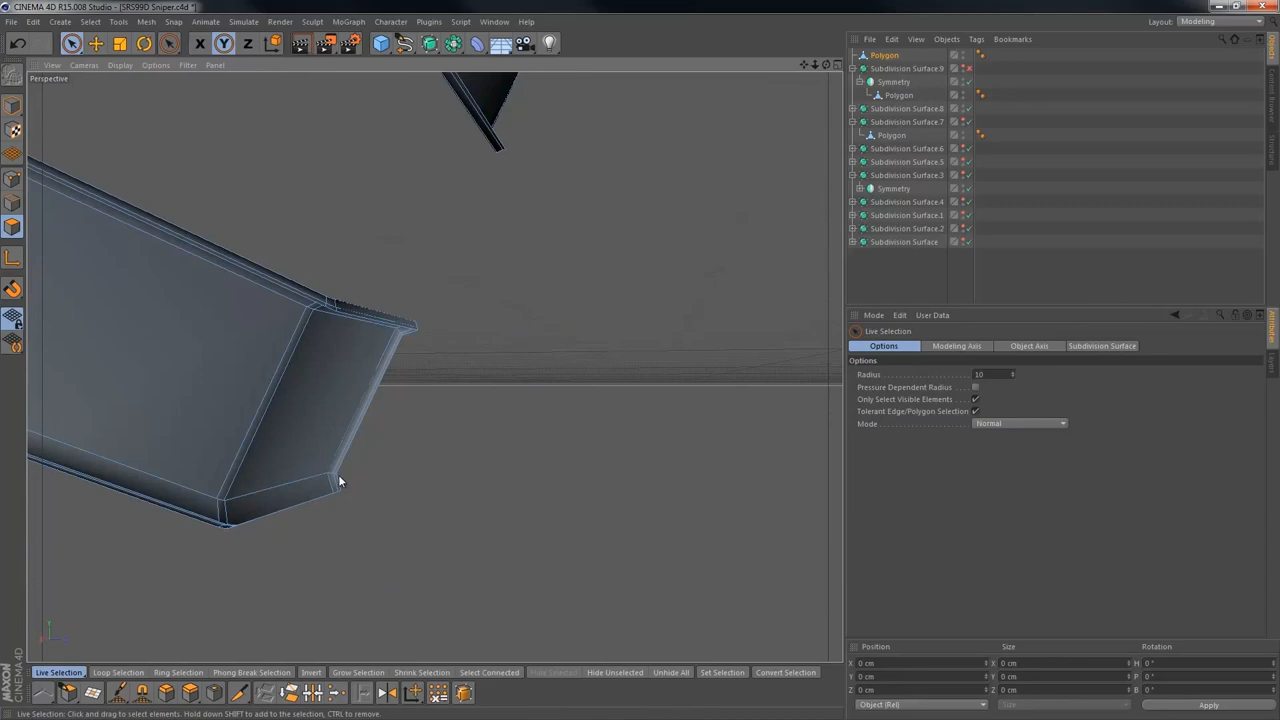 CINEMA 4D R15.008 Studio - [SRS99D Sniper.c4d *]
File Edit Create Select Tools Mesh Snap Animate Simulate Render Sculpt MoGraph Character Plugins Script Window Help
Layout: Modeling
X Y Z
View Cameras Display Options Filter Panel
Perspective
File Edit View Objects Tags Bookmarks
Polygon
Subdivision Surface.9
Symmetry
Polygon
Subdivision Surface.8
Subdivision Surface.7
Polygon
Subdivision Surface.6
Subdivision Surface.5
Subdivision Surface.3
Symmetry
Subdivision Surface.4
Subdivision Surface.1
Subdivision Surface.2
Subdivision Surface
Objects
Content Browser
Structure
Mode Edit User Data
Live Selection
Options Modeling Axis Object Axis Subdivision Surface
Options
Radius 10
Pressure Dependent Radius
Only Select Visible Elements
Tolerant Edge/Polygon Selection
Mode Normal
Attributes
Layers
Position Size Rotation
X 0 cm X 0 cm H 0 °
Y 0 cm Y 0 cm P 0 °
Z 0 cm Z 0 cm B 0 °
Object (Rel) Size Apply
Y
Live Selection Loop Selection Ring Selection Phong Break Selection Invert Grow Selection Shrink Selection Select Connected Hide Selected Hide Unselected Unhide All Set Selection Convert Selection
MAXON CINEMA 4D
Live Selection: Click and drag to select elements. Hold down SHIFT to add to the selection, CTRL to remove.